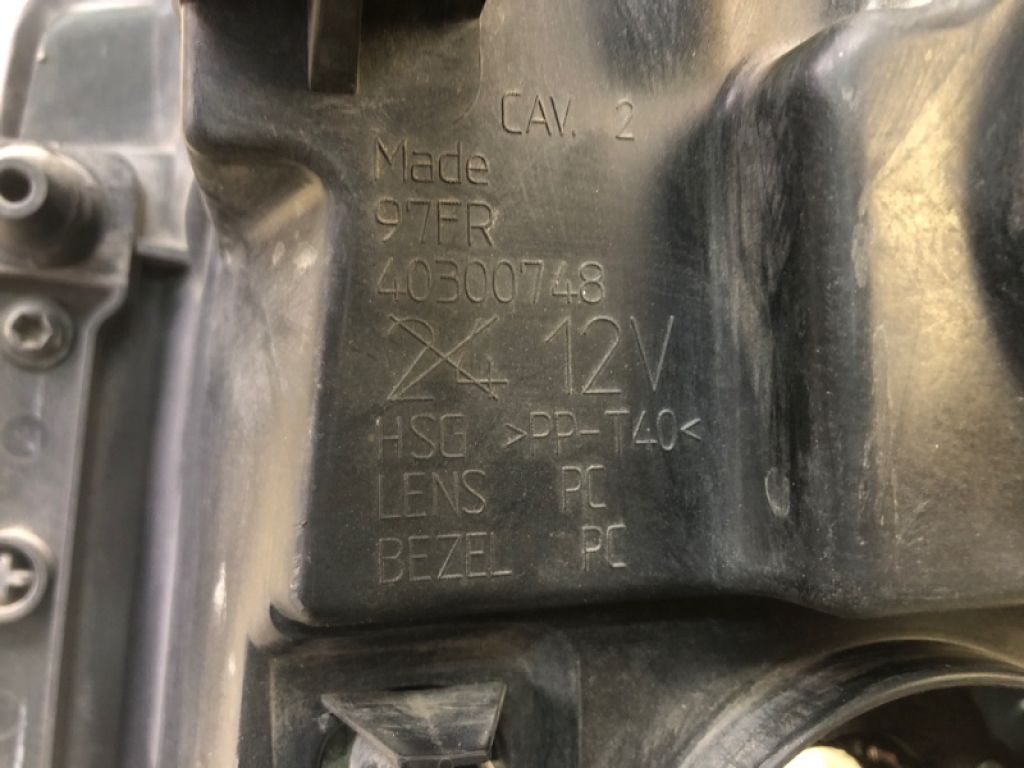 CAV. 2
Made
97FR
40300748
24 12V
HSG >PP-T40<
LENS PC
BEZEL PC